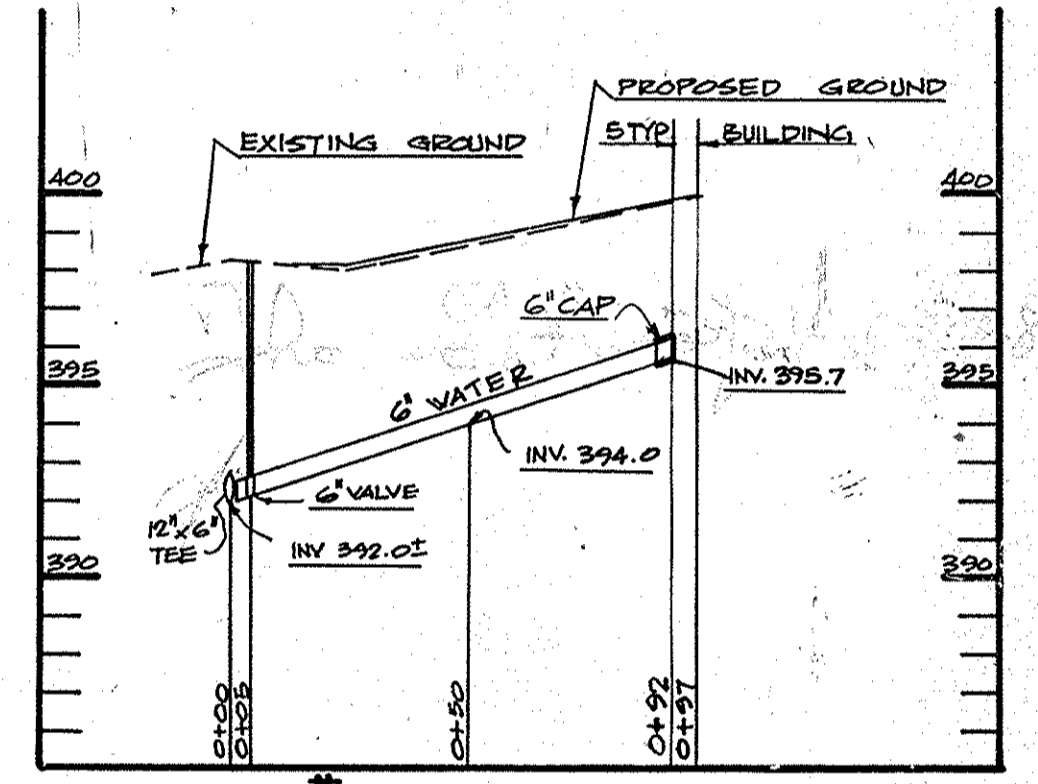 PROPOSED GROUND
5TYP. BUILDING
EXISTING GROUND
400
400
6" CAP
395
395
INV. 395.7
6" WATER
INV. 394.0
6" VALVE
12"x6"
TEE
INV 392.0±
390
390
0+00
0+05
0+50
0+92
0+97